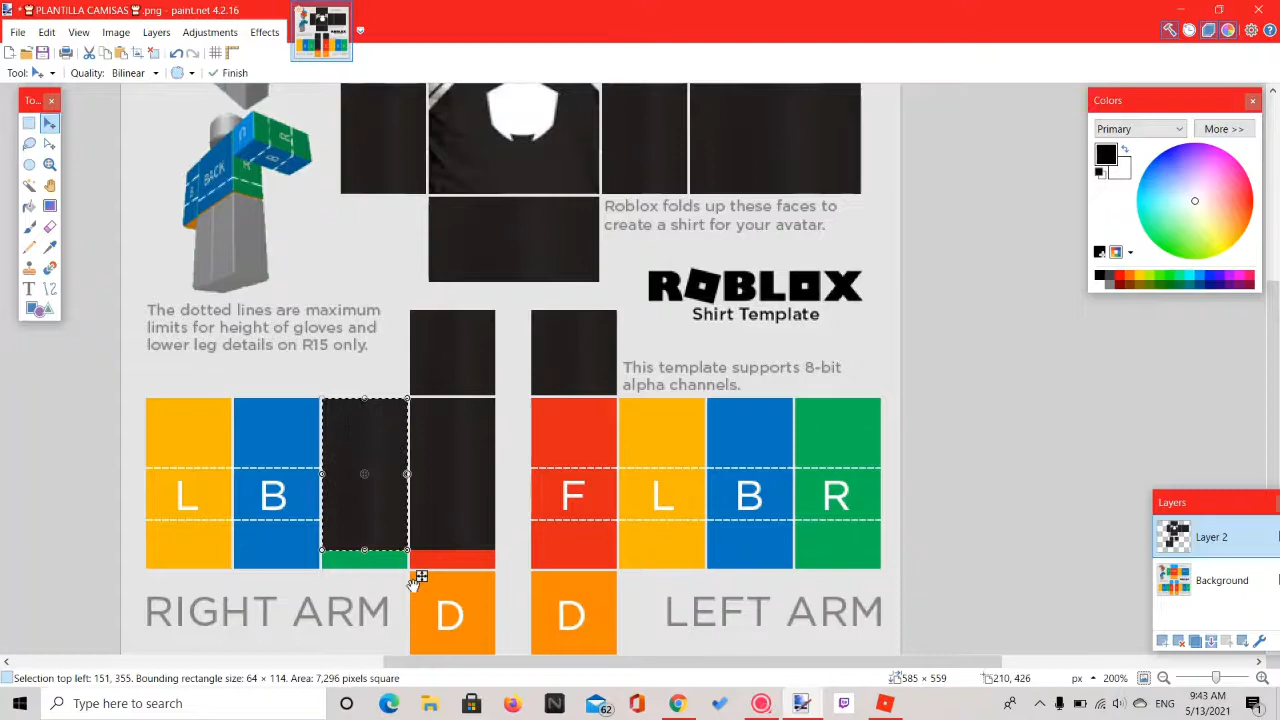 * PLANTILLA CAMISAS .png - paint.net 4.2.16
File Edit View Image Layers Adjustments Effects
Tool: Quality: Bilinear Finish
To...
Colors
Primary
More >>
BACK
R
B
Roblox folds up these faces to
create a shirt for your avatar.
ROBLOX
Shirt Template
The dotted lines are maximum
limits for height of gloves and
lower leg details on R15 only.
This template supports 8-bit
alpha channels.
L B F L B R
RIGHT ARM D D LEFT ARM
Layers
Layer 2
Background
Selection top left: 151, 355. Bounding rectangle size: 64 × 114. Area: 7,296 pixels square
585 × 559
210, 426
px
200%
Type here to search
62
ENG
9:43 AM
5/13/2021
1